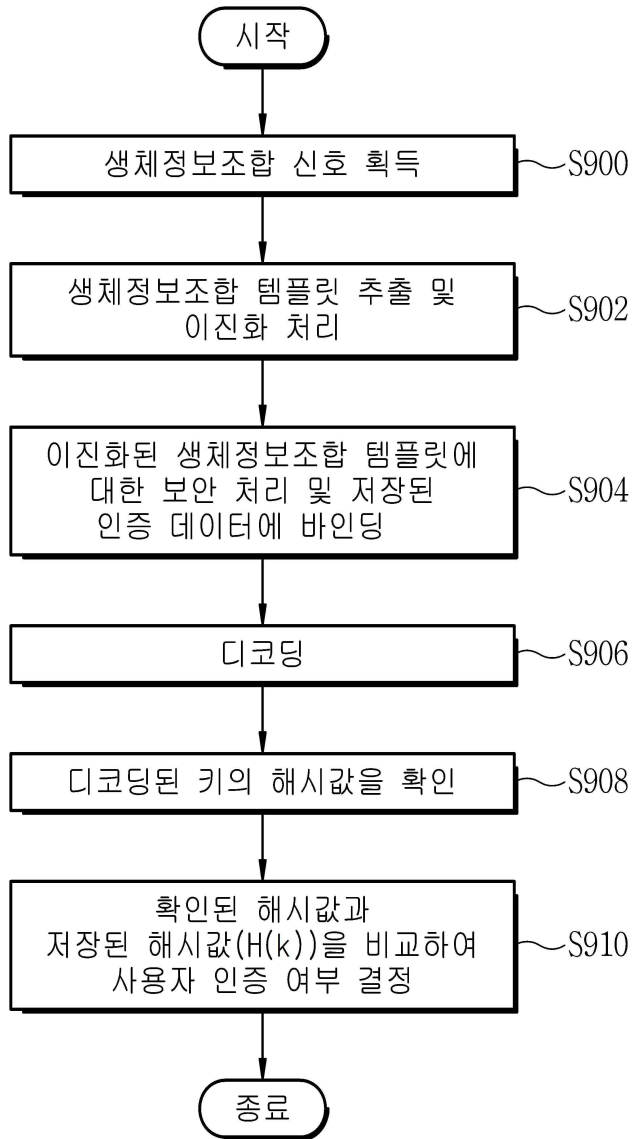 시작
생체정보조합 신호 획득
S900
생체정보조합 템플릿 추출 및
이진화 처리
S902
이진화된 생체정보조합 템플릿에
대한 보안 처리 및 저장된
인증 데이터에 바인딩
S904
디코딩
S906
디코딩된 키의 해시값을 확인
S908
확인된 해시값과
저장된 해시값(H(k))을 비교하여
사용자 인증 여부 결정
S910
종료